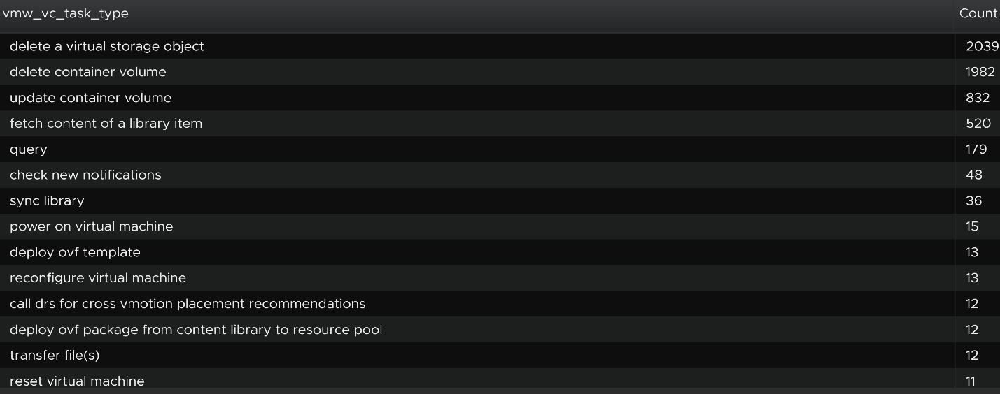 vmw_vc_task_type Count
delete a virtual storage object 2039
delete container volume 1982
update container volume 832
fetch content of a library item 520
query 179
check new notifications 48
sync library 36
power on virtual machine 15
deploy ovf template 13
reconfigure virtual machine 13
call drs for cross vmotion placement recommendations 12
deploy ovf package from content library to resource pool 12
transfer file(s) 12
reset virtual machine 11